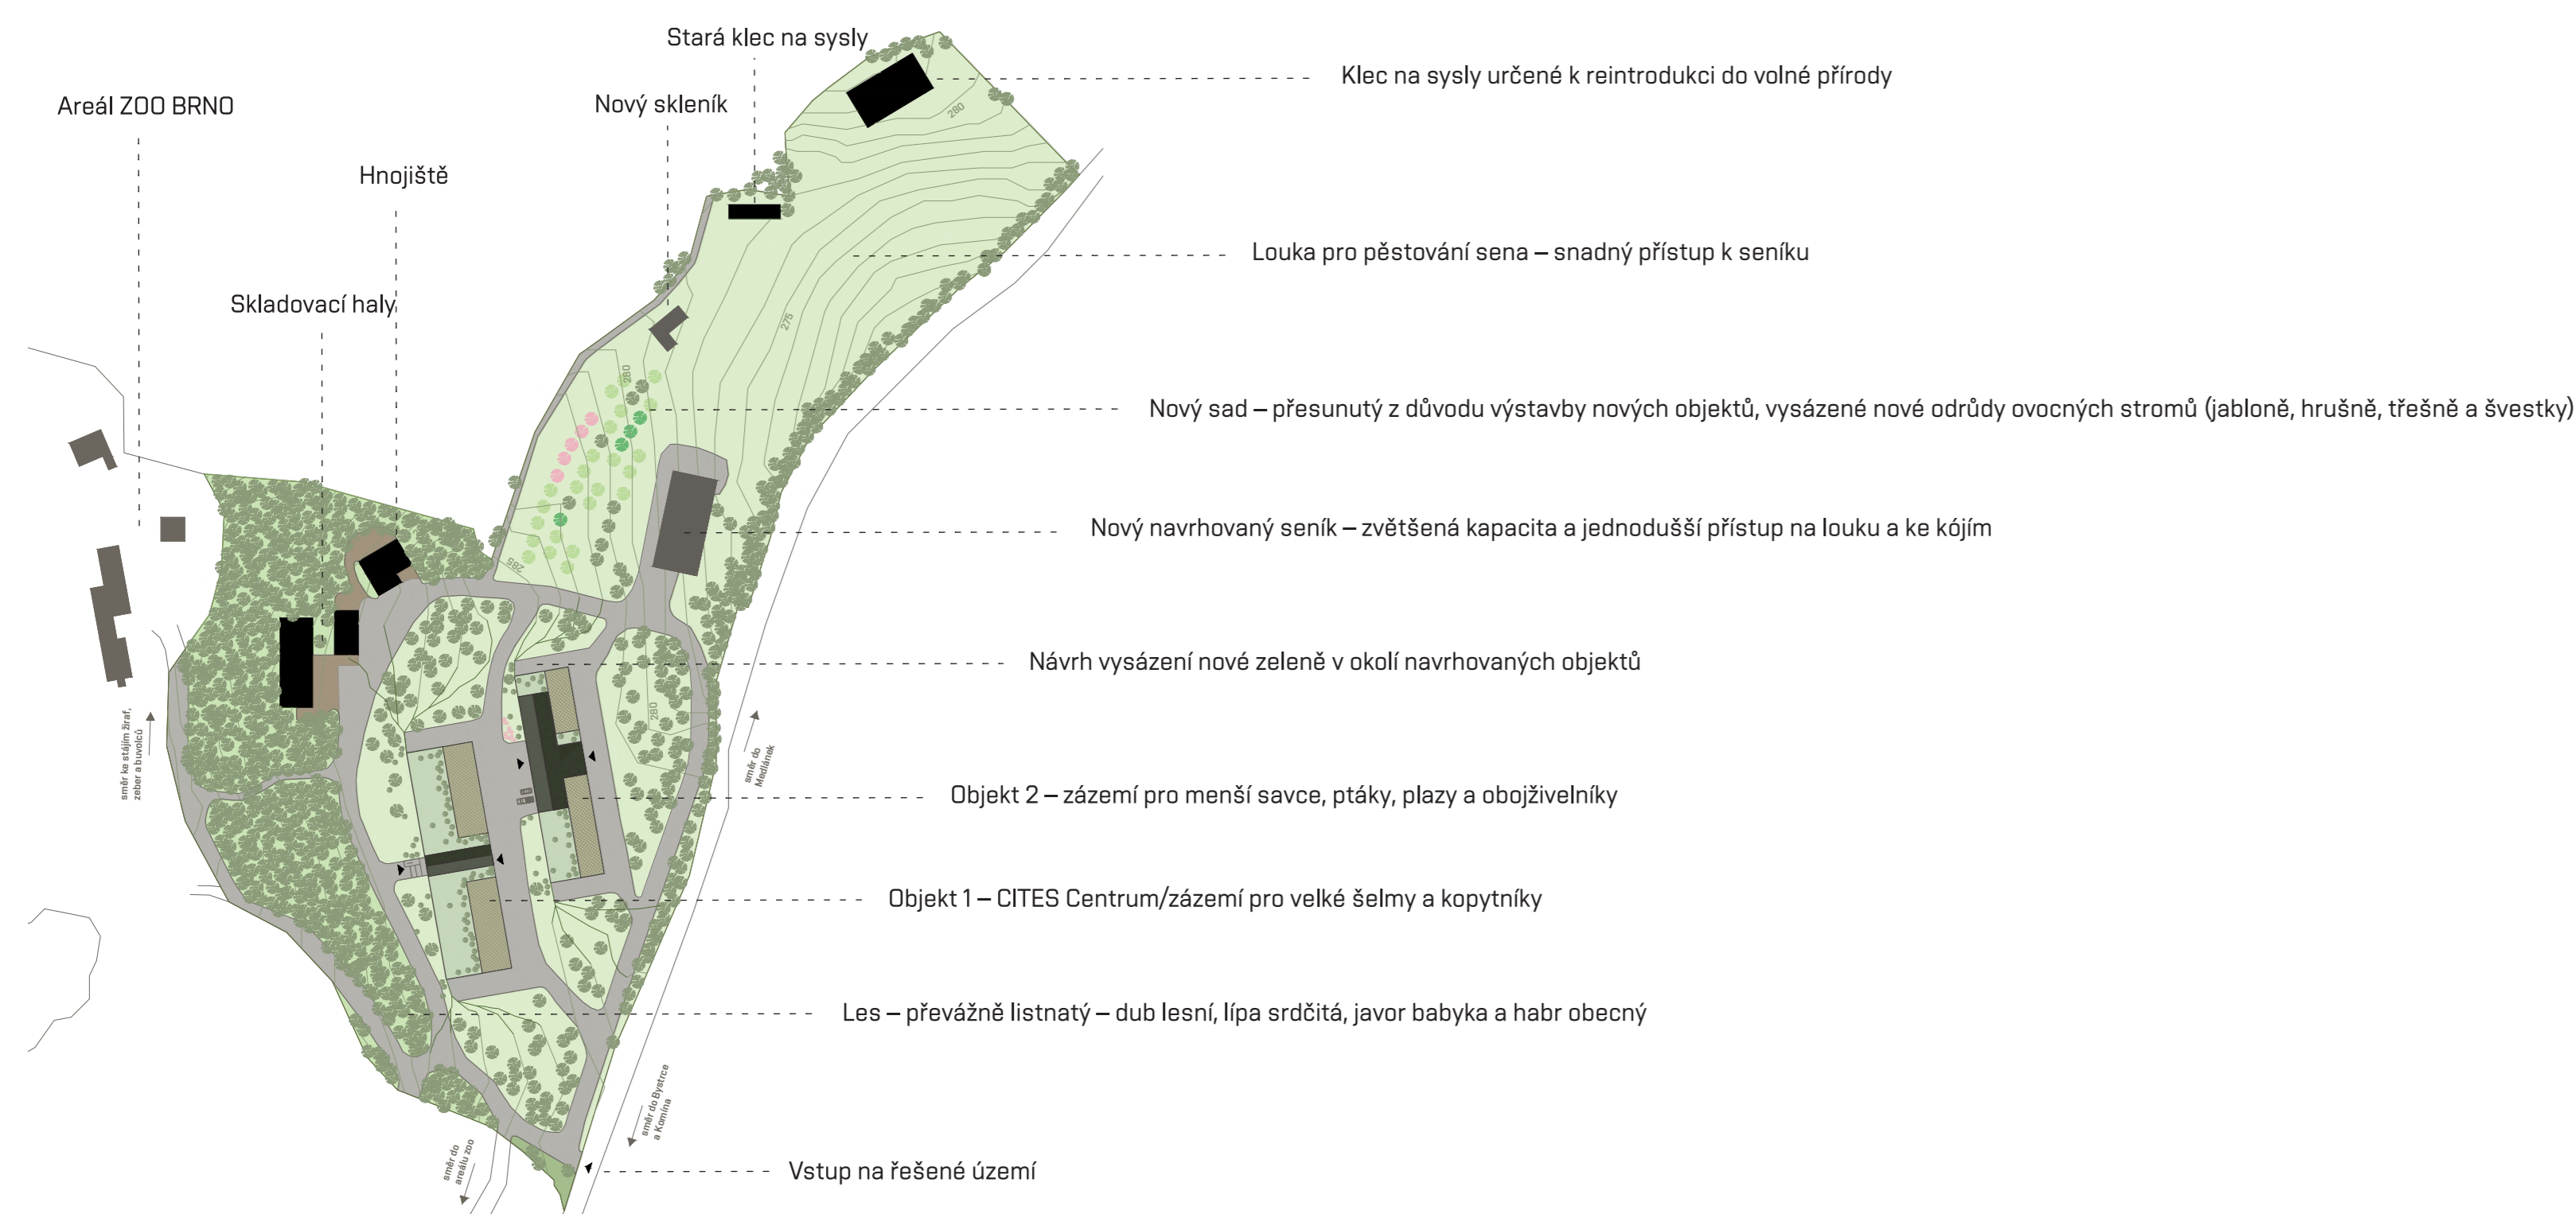 Stará klec na sysly
Klec na sysly určené k reintrodukci do volné přírody
Areál ZOO BRNO
Nový skleník
280
Hnojiště
Louka pro pěstování sena – snadný přístup k seníku
Skladovací haly
275
280
Nový sad – přesunutý z důvodu výstavby nových objektů, vysázené nové odrůdy ovocných stromů (jabloně, hrušně, třešně a švestky)
Nový navrhovaný seník – zvětšená kapacita a jednodušší přístup na louku a ke kójím
285
Návrh vysázení nové zeleně v okolí navrhovaných objektů
280
směr ke stájím žiraf,
zeber a buvolců
směr do
Medlánek
Objekt 2 – zázemí pro menší savce, ptáky, plazy a obojživelníky
Objekt 1 – CITES Centrum/zázemí pro velké šelmy a kopytníky
Les – převážně listnatý – dub lesní, lípa srdčitá, javor babyka a habr obecný
směr do Bystrce
a Komína
směr do
areálu zoo
Vstup na řešené území